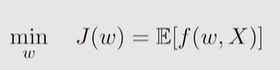 min J(w) = 𝔼[f(w, X)]
w